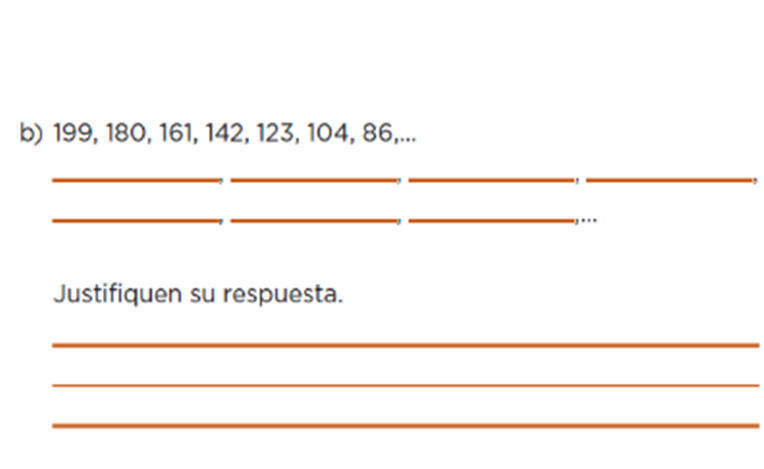 b) 199, 180, 161, 142, 123, 104, 86,...
, , , ,
, , ,...
Justifiquen su respuesta.